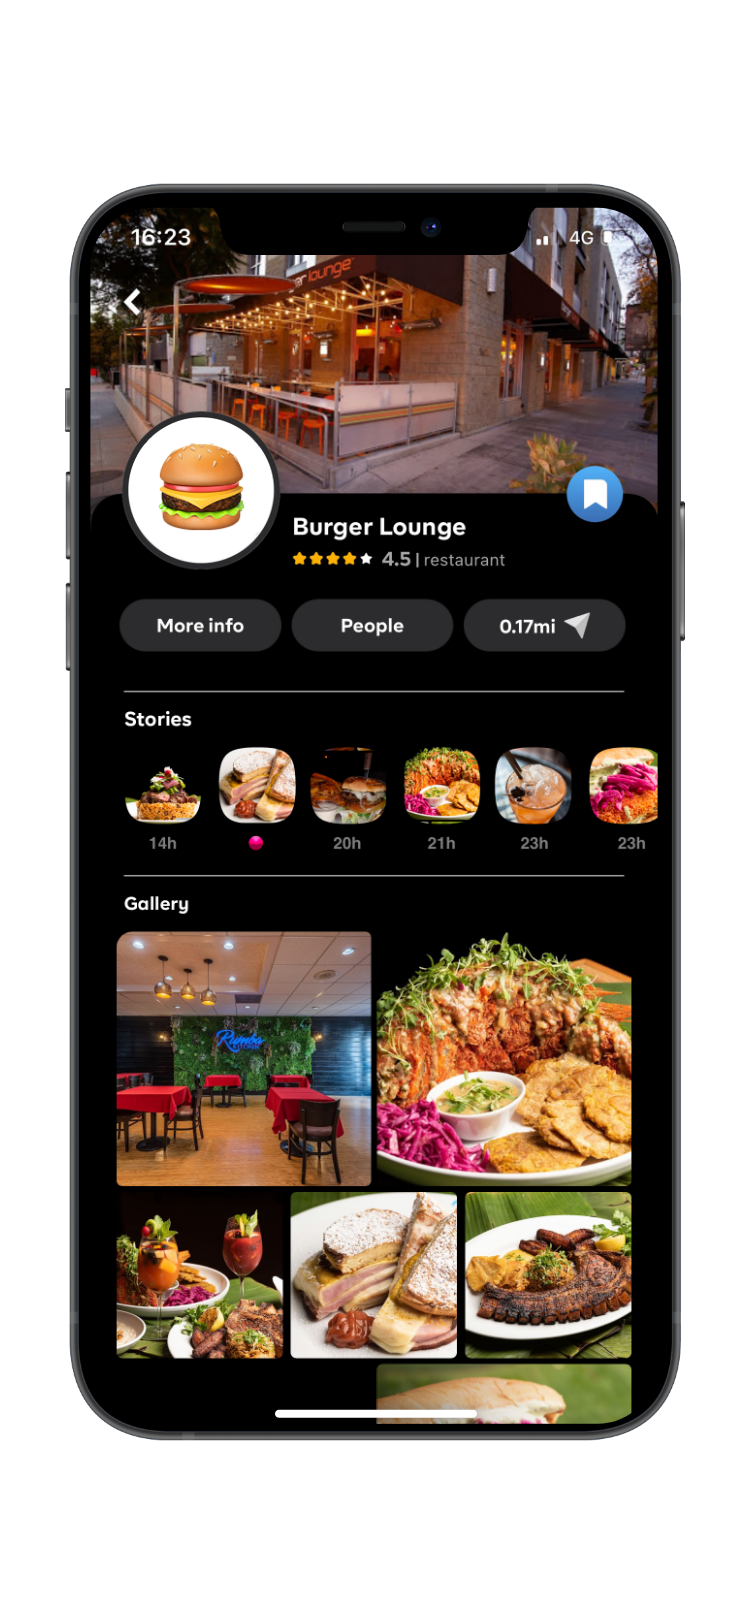 16:23
4G
lounge
Burger Lounge
4.5 | restaurant
More info
People
0.17mi
Stories
14h
20h
21h
23h
23h
Gallery
Rumba